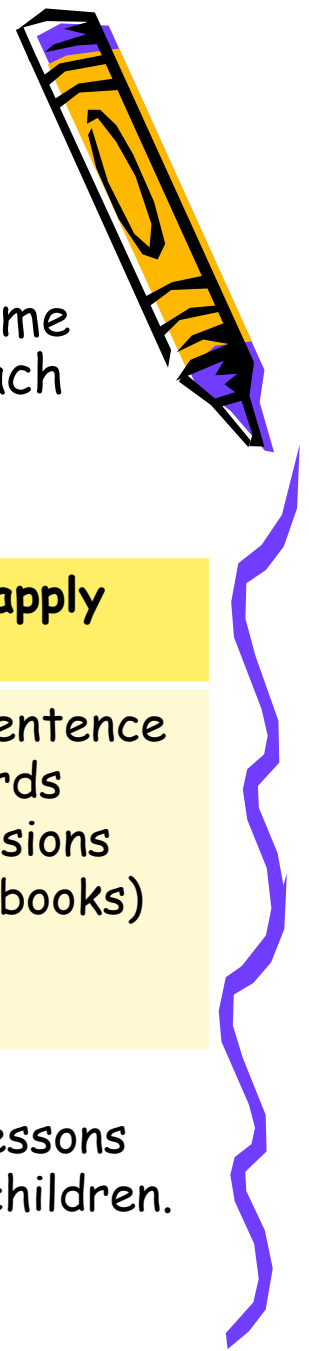 me
ach
apply
entence
rds
sions
books)
essons
children.